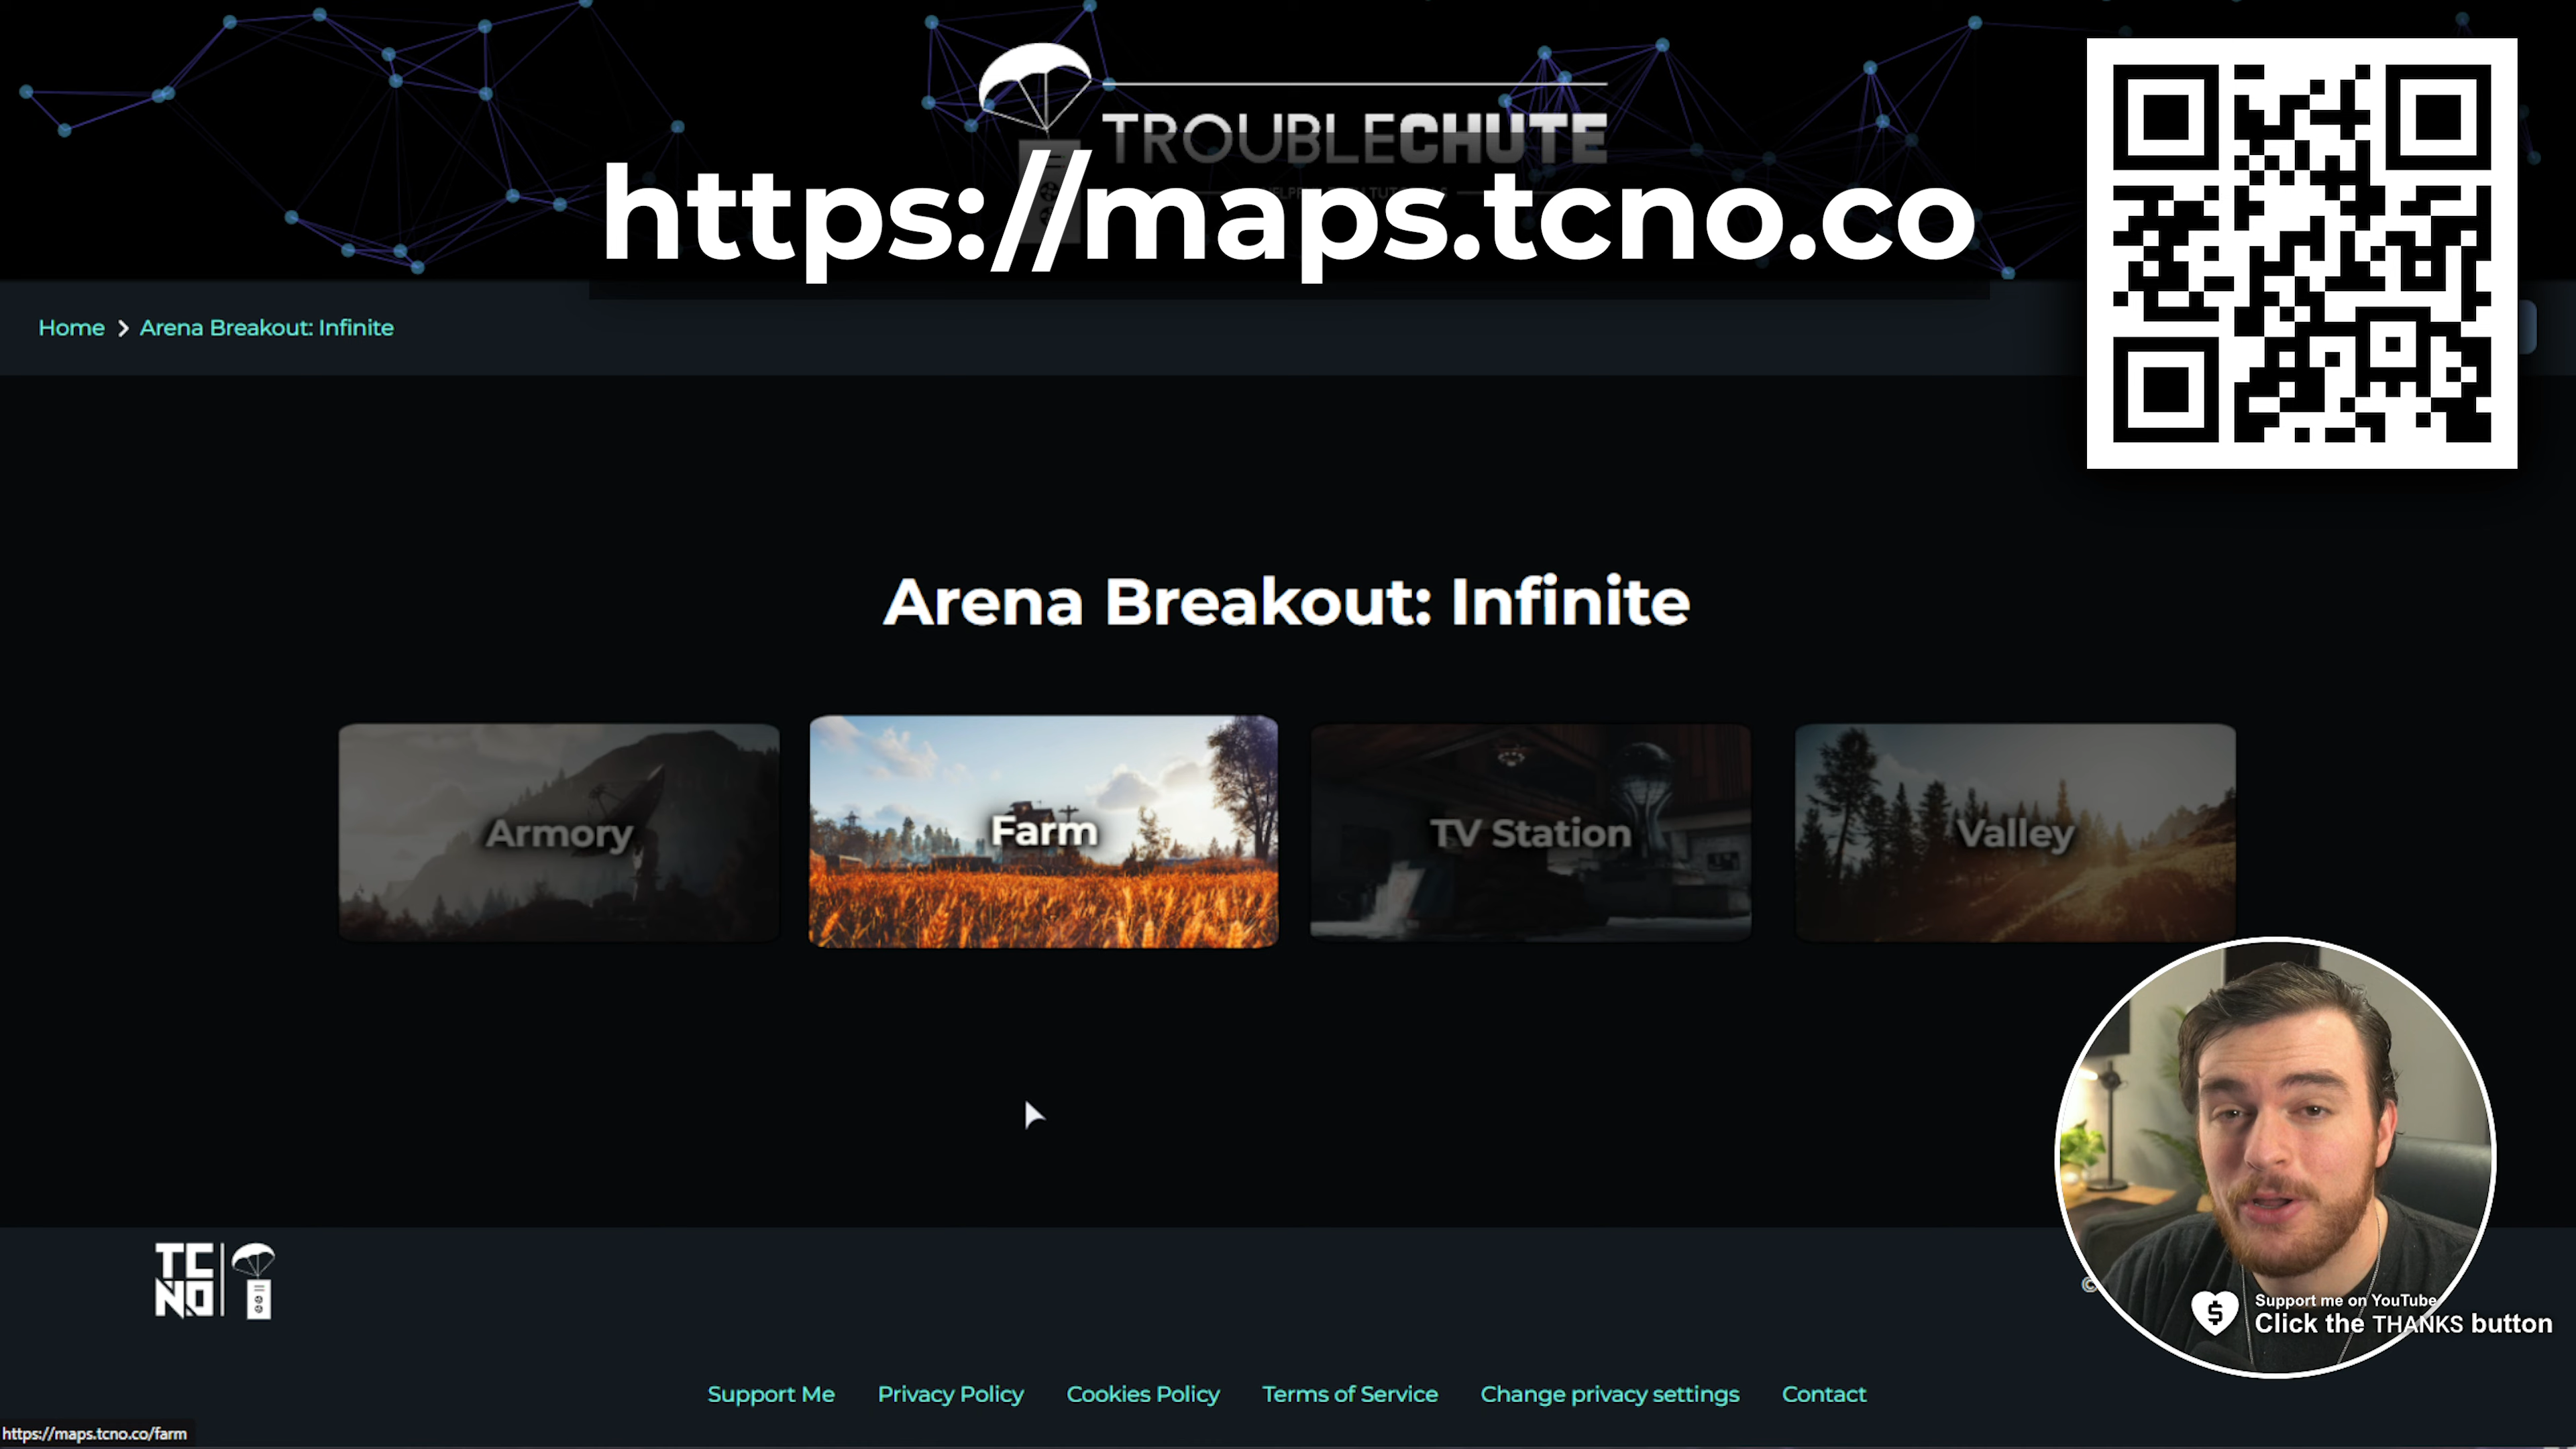 TROUBLECHUTE
https://maps.tcno.co
Home > Arena Breakout: Infinite
Arena Breakout: Infinite
Armory
Farm
TV Station
Valley
TC
NO
©
Support me on YouTube
Click the THANKS button
Support Me
Privacy Policy
Cookies Policy
Terms of Service
Change privacy settings
Contact
https://maps.tcno.co/farm